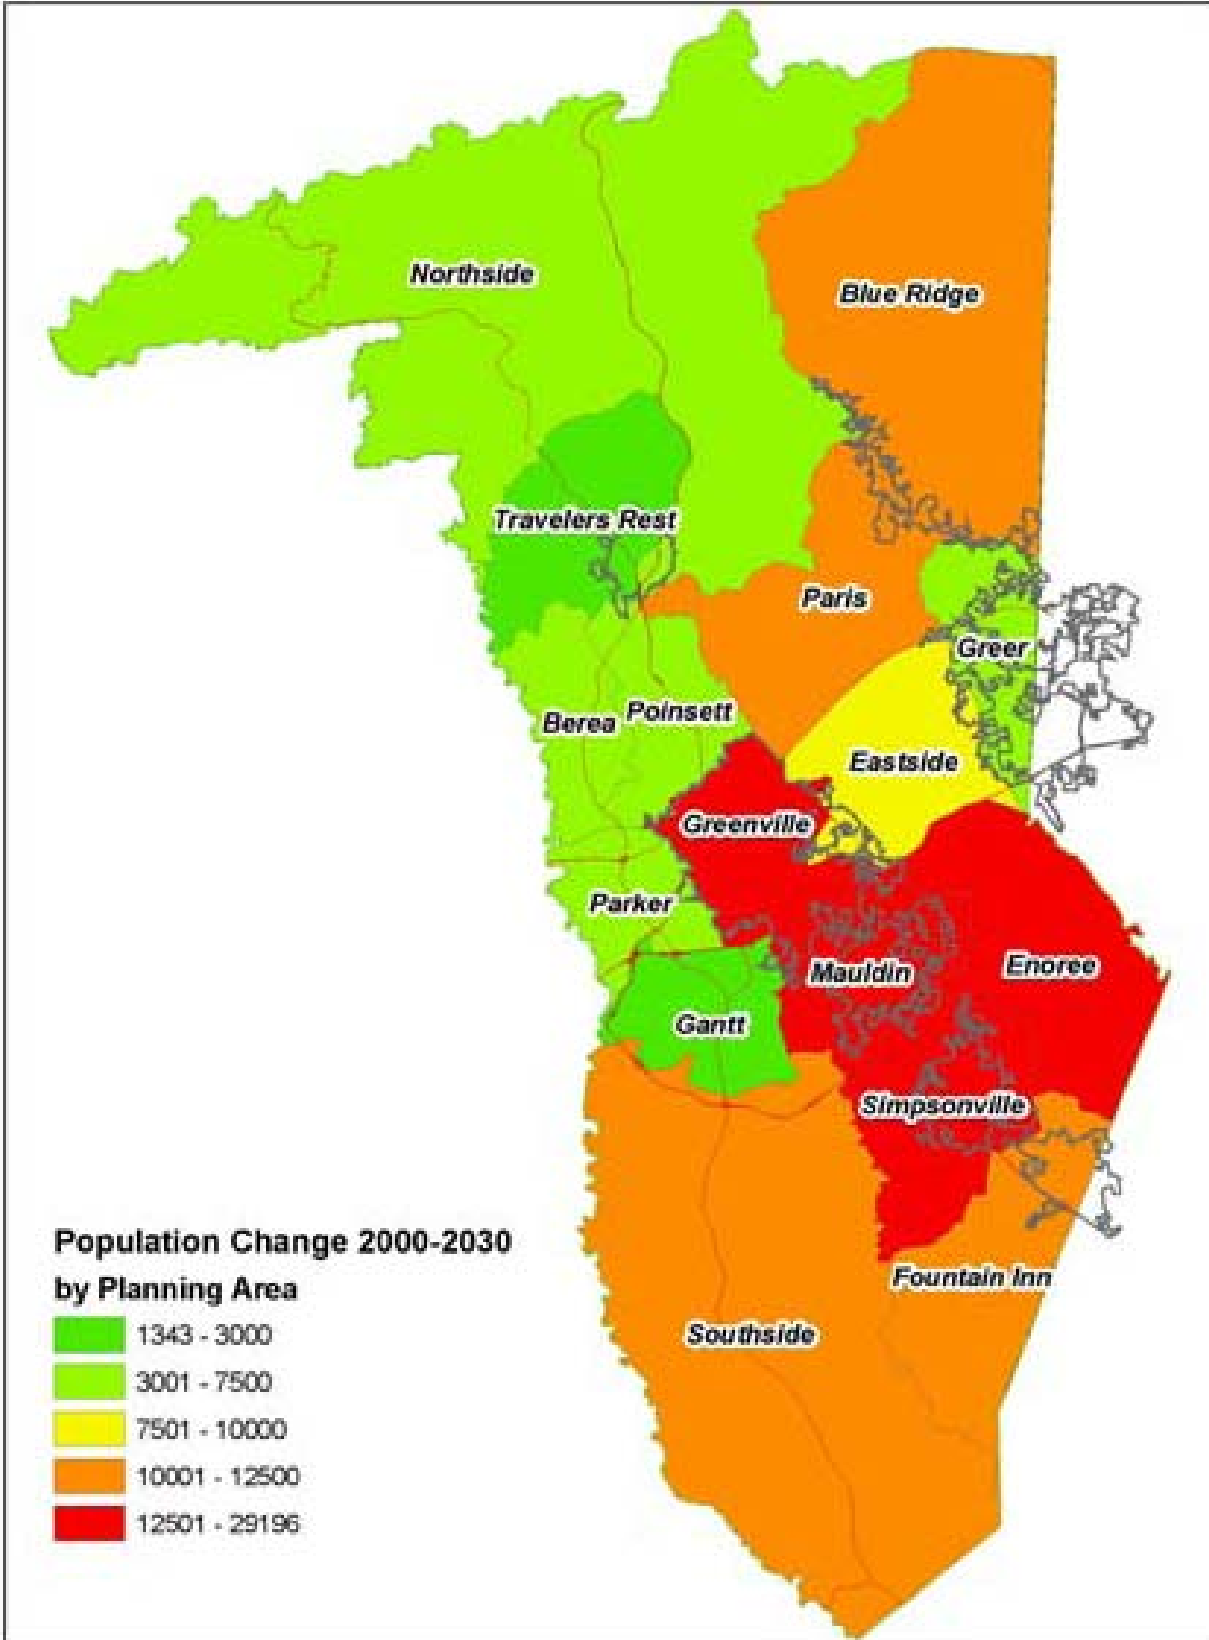 Northside
Blue Ridge
Travelers Rest
Paris
Greer
Berea
Poinsett
Eastside
Greenville
Parker
Mauldin
Enoree
Gantt
Simpsonville
Fountain Inn
Southside
Population Change 2000-2030
by Planning Area
1343 - 3000
3001 - 7500
7501 - 10000
10001 - 12500
12501 - 29196